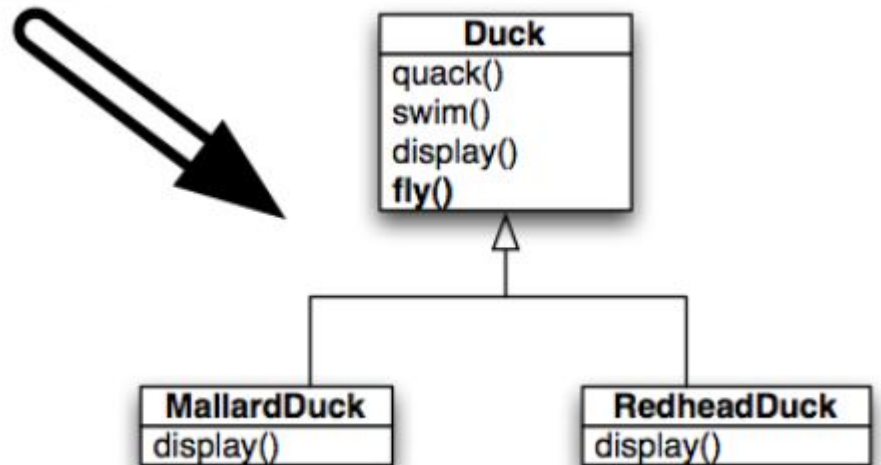 Duck
quack()
swim()
display()
fly()
MallardDuck
display()
RedheadDuck
display()